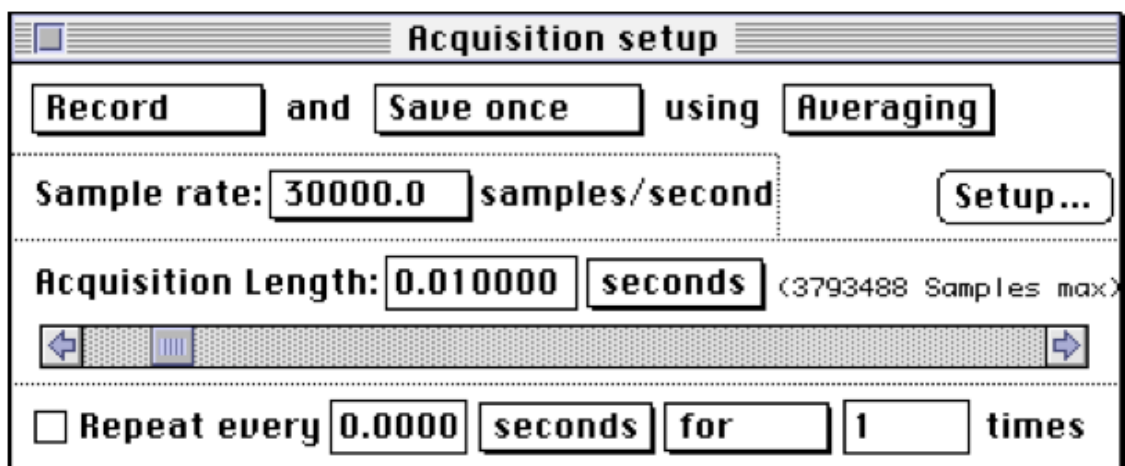 Acquisition setup
Record and Save once using Averaging
Sample rate: 30000.0 samples/second Setup...
Acquisition Length: 0.010000 seconds (3793488 Samples max)
Repeat every 0.0000 seconds for 1 times